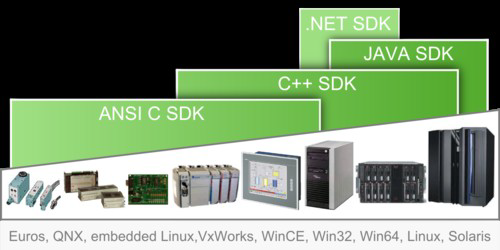 .NET SDK
JAVA SDK
C++ SDK
ANSI C SDK
Euros, QNX, embedded Linux,VxWorks, WinCE, Win32, Win64, Linux, Solaris